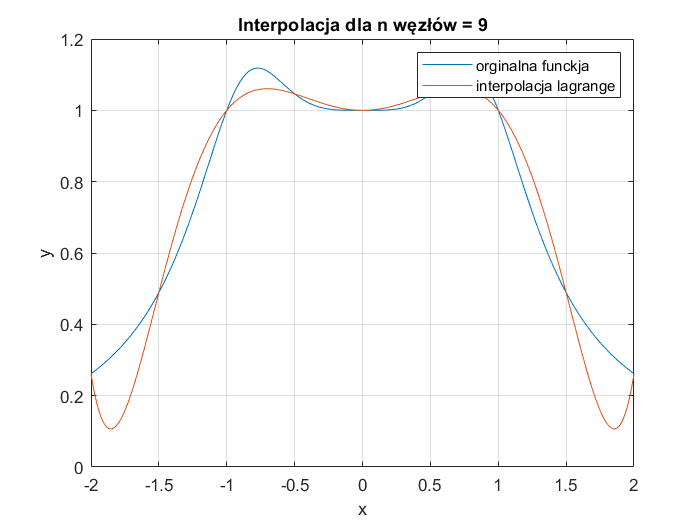 Interpolacja dla n węzłów = 9
orginalna funckja
interpolacja lagrange
1.2
1
0.8
0.6
0.4
0.2
0
y
-2 -1.5 -1 -0.5 0 0.5 1 1.5 2
x